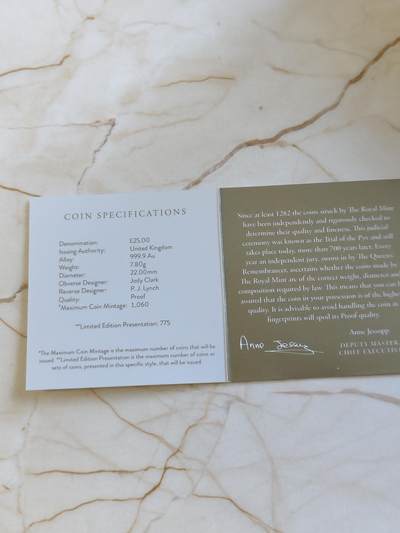 COIN SPECIFICATIONS
Denomination: £25.00
Issuing Authority: United Kingdom
Alloy: 999.9 Au
Weight: 7.80g
Diameter: 22.00mm
Obverse Designer: Jody Clark
Reverse Designer: P. J. Lynch
Quality: Proof
*Maximum Coin Mintage: 1,060
**Limited Edition Presentation: 775
*The Maximum Coin Mintage is the maximum number of coins that will be
issued. **Limited Edition Presentation is the maximum number of coins or
sets of coins, presented in this specific style, that will be issued.
Since at least 1282 the coins struck by The Royal Mint
have been independently and rigorously checked to
determine their quality and fineness. This judicial
ceremony was known as the Trial of the Pyx and still
takes place today, more than 700 years later. Every
year an independent jury, sworn in by The Queen's
Remembrancer, ascertains whether the coins made by
The Royal Mint are of the correct weight, diameter and
composition required by law. This means that you can be
assured that the coin in your possession is of the highest
quality. It is advisable to avoid handling the coin as
fingerprints will spoil its Proof quality.
Anne Jessopp
Anne Jessopp
DEPUTY MASTER
CHIEF EXECUTIVE